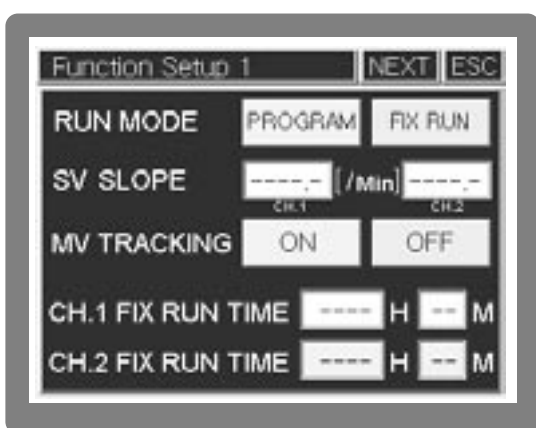 Function Setup 1 NEXT ESC
RUN MODE PROGRAM FIX RUN
SV SLOPE ----.- [/Min] ----.-
CH.1 CH.2
MV TRACKING ON OFF
CH.1 FIX RUN TIME ---- H -- M
CH.2 FIX RUN TIME ---- H -- M